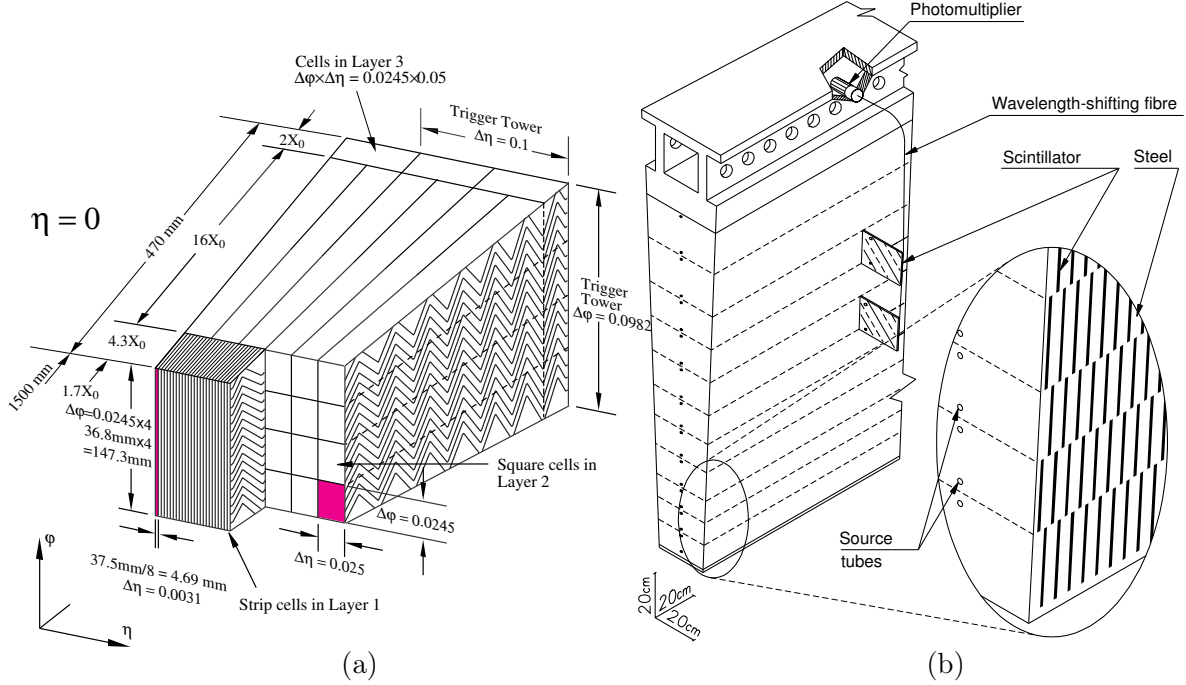 Cells in Layer 3
Δφ×Δη = 0.0245×0.05
Trigger Tower
Δη = 0.1
2X₀
η = 0
470 mm
16X₀
Trigger
Tower
Δφ = 0.0982
4.3X₀
1500 mm
1.7X₀
Δφ=0.0245x4
36.8mmx4
=147.3mm
Square cells in
Layer 2
Δφ = 0.0245
Δη = 0.025
37.5mm/8 = 4.69 mm
Δη = 0.0031
Strip cells in Layer 1
φ
η
(a)
Photomultiplier
Wavelength-shifting fibre
Scintillator
Steel
Source
tubes
20cm
20cm
20cm
(b)